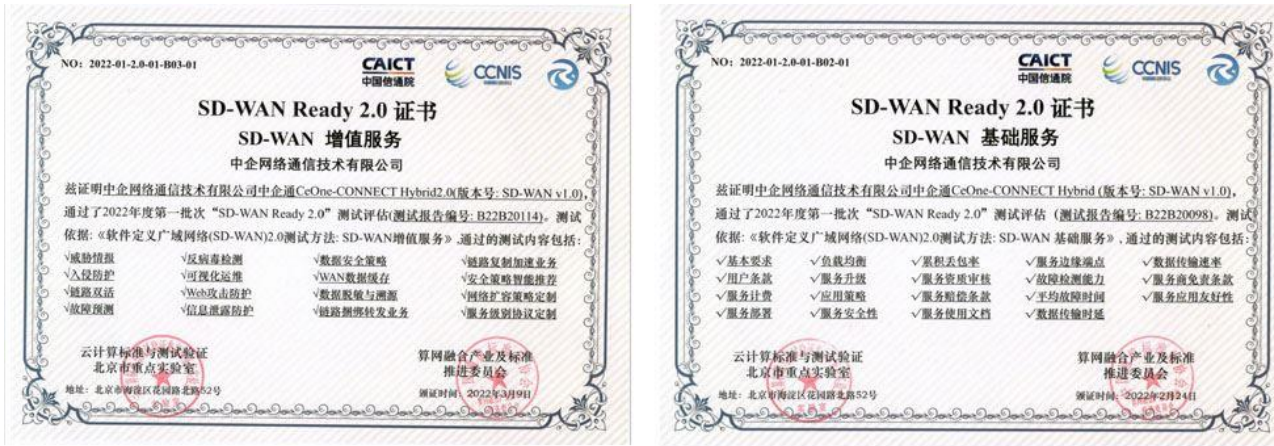 NO: 2022-01-2.0-01-B03-01
CAICT
中国信通院
CCNIS
SD-WAN Ready 2.0 证书
SD-WAN 增值服务
中企网络通信技术有限公司
兹证明中企网络通信技术有限公司中企通CeOne-CONNECT Hybrid2.0(版本号: SD-WAN v1.0),
通过了2022年度第一批次“SD-WAN Ready 2.0”测试评估(测试报告编号: B22B20114)。测试
依据:《软件定义广域网络(SD-WAN)2.0测试方法: SD-WAN增值服务》,通过的测试内容包括:
√威胁情报 √反病毒检测 √数据安全策略 √链路复制加速业务
√入侵防护 √可视化运维 √WAN数据缓存 √安全策略智能推荐
√链路双活 √Web攻击防护 √数据脱敏与溯源 √网络扩容策略定制
√故障预测 √信息泄露防护 √链路捆绑转发业务 √服务级别协议定制
云计算标准与测试验证
北京市重点实验室
地址: 北京市海淀区花园路北路52号
算网融合产业及标准
推进委员会
颁证时间: 2022年3月9日
NO: 2022-01-2.0-01-B02-01
CAICT
中国信通院
CCNIS
SD-WAN Ready 2.0 证书
SD-WAN 基础服务
中企网络通信技术有限公司
兹证明中企网络通信技术有限公司中企通CeOne-CONNECT Hybrid (版本号: SD-WAN v1.0),
通过了2022年度第一批次“SD-WAN Ready 2.0”测试评估 (测试报告编号: B22B20098)。测试
依据:《软件定义广域网络(SD-WAN)2.0测试方法: SD-WAN 基础服务》,通过的测试内容包括:
√基本要求 √负载均衡 √累积丢包率 √服务边缘端点 √数据传输速率
√用户条款 √服务升级 √服务资质审核 √故障检测能力 √服务商免责条款
√服务计费 √应用策略 √服务赔偿条款 √平均故障时间 √服务应用友好性
√服务部署 √服务安全性 √服务使用文档 √数据传输时延
云计算标准与测试验证
北京市重点实验室
地址: 北京市海淀区花园路北路52号
算网融合产业及标准
推进委员会
颁证时间: 2022年2月24日